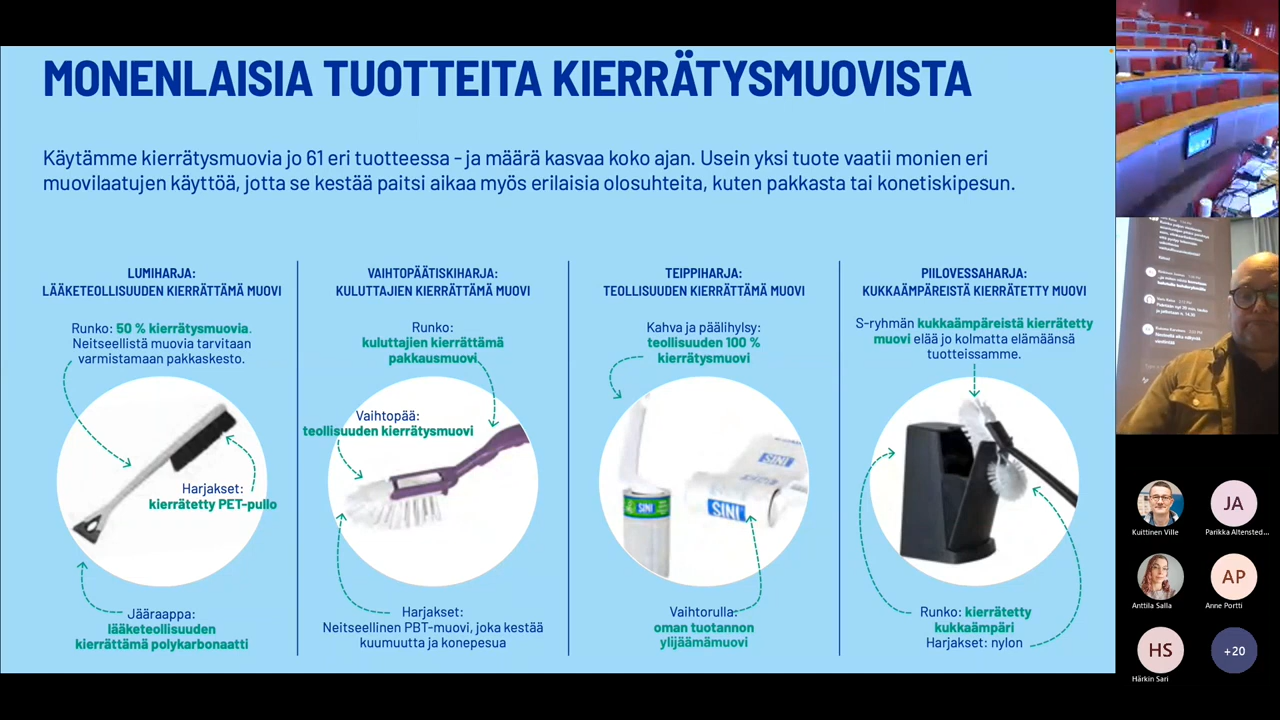 MONENLAISIA TUOTTEITA KIERRÄTYSMUOVISTA
Käytämme kierrätysmuovia jo 61 eri tuotteessa - ja määrä kasvaa koko ajan. Usein yksi tuote vaatii monien eri
muovilaatujen käyttöä, jotta se kestää paitsi aikaa myös erilaisia olosuhteita, kuten pakkasta tai konetiskipesun.
LUMIHARJA:
LÄÄKETEOLLISUUDEN KIERRÄTTÄMÄ MUOVI
Runko: 50 % kierrätysmuovia.
Neitseellistä muovia tarvitaan
varmistamaan pakkaskesto.
Harjakset:
kierrätetty PET-pullo
Jääraappa:
lääketeollisuuden
kierrättämä polykarbonaatti
VAIHTOPÄÄTISKIHARJA:
KULUTTAJIEN KIERRÄTTÄMÄ MUOVI
Runko:
kuluttajien kierrättämä
pakkausmuovi
Vaihtopää:
teollisuuden kierrätysmuovi
Harjakset:
Neitseellinen PBT-muovi, joka kestää
kuumuutta ja konepesua
TEIPPIHARJA:
TEOLLISUUDEN KIERRÄTTÄMÄ MUOVI
Kahva ja päälihylsy:
teollisuuden 100 %
kierrätysmuovi
SINI
SINI
SINI
Vaihtorulla:
oman tuotannon
ylijäämämuovi
PIILOVESSAHARJA:
KUKKAÄMPÄREISTÄ KIERRÄTETTY MUOVI
S-ryhmän kukkaämpäreistä kierrätetty
muovi elää jo kolmatta elämäänsä
tuotteissamme.
Runko: kierrätetty
kukkaämpäri
Harjakset: nylon
Kuittinen Ville
JA
Parikka Altensted...
Anttila Salla
AP
Anne Portti
HS
Härkin Sari
+20